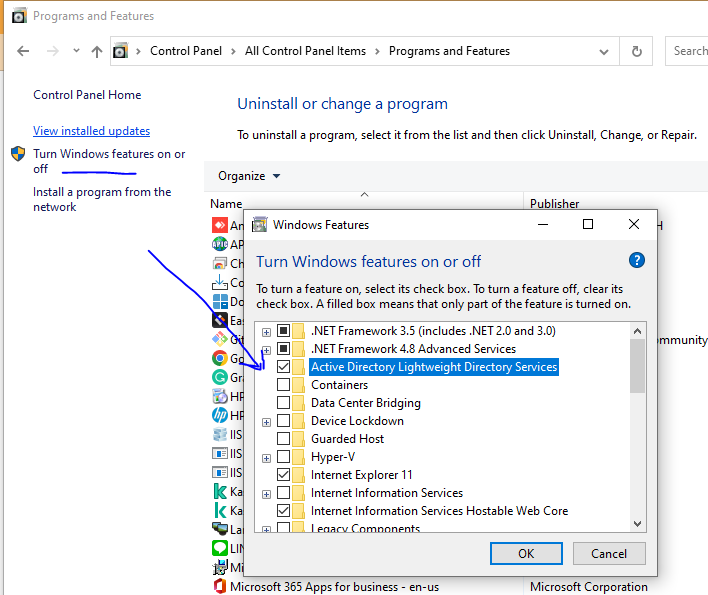 Programs and Features
Control Panel > All Control Panel Items > Programs and Features
Search
Control Panel Home
View installed updates
Turn Windows features on or
off
Install a program from the
network
Uninstall or change a program
To uninstall a program, select it from the list and then click Uninstall, Change, or Repair.
Organize
Name
Publisher
An
AP
Ch
Co
Do
Eas
Git
Go
Gra
HP
HP
IIS
IIS
IIS
Ka
Ka
Lan
LIN
Mi
H
ommunity
Microsoft 365 Apps for business - en-us
Microsoft Corporation
Windows Features
Turn Windows features on or off
?
To turn a feature on, select its check box. To turn a feature off, clear its
check box. A filled box means that only part of the feature is turned on.
.NET Framework 3.5 (includes .NET 2.0 and 3.0)
.NET Framework 4.8 Advanced Services
Active Directory Lightweight Directory Services
Containers
Data Center Bridging
Device Lockdown
Guarded Host
Hyper-V
Internet Explorer 11
Internet Information Services
Internet Information Services Hostable Web Core
Legacy Components
OK
Cancel